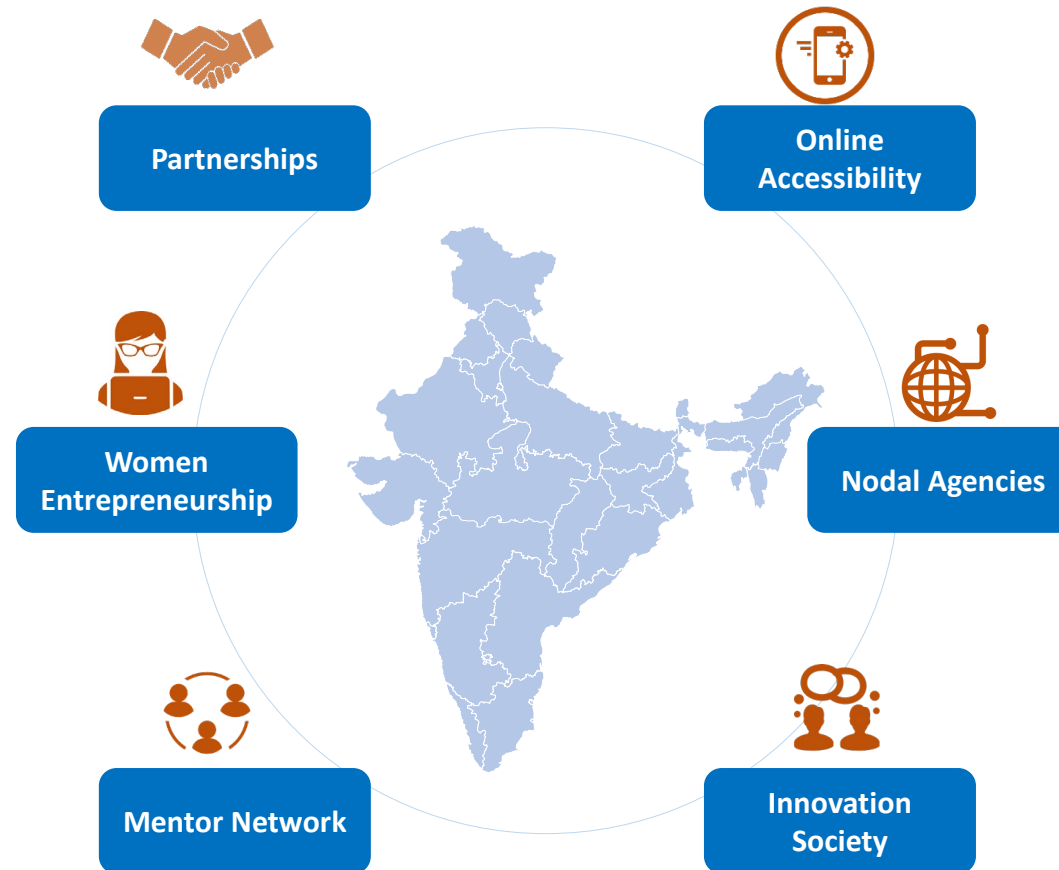 Partnerships
Online
Accessibility
Women
Entrepreneurship
Nodal Agencies
Mentor Network
Innovation
Society